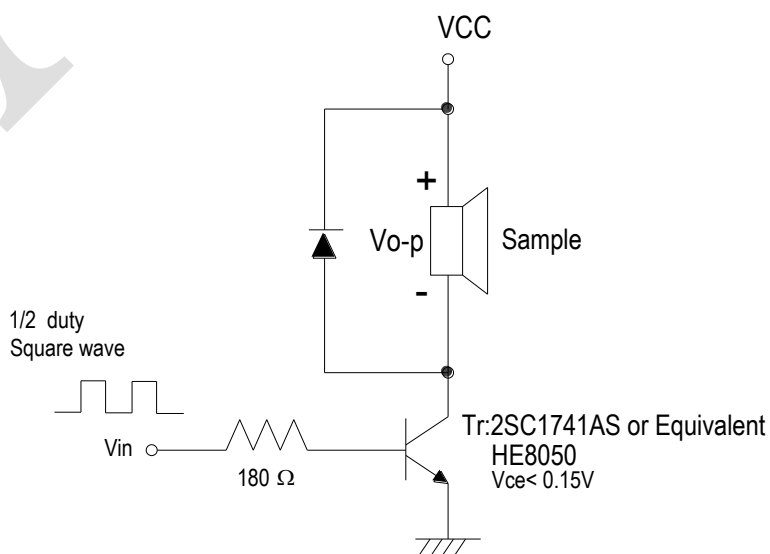 VCC
+
Vo-p
Sample
-
1/2 duty
Square wave
Vin
180 Ω
Tr:2SC1741AS or Equivalent
HE8050
Vce< 0.15V